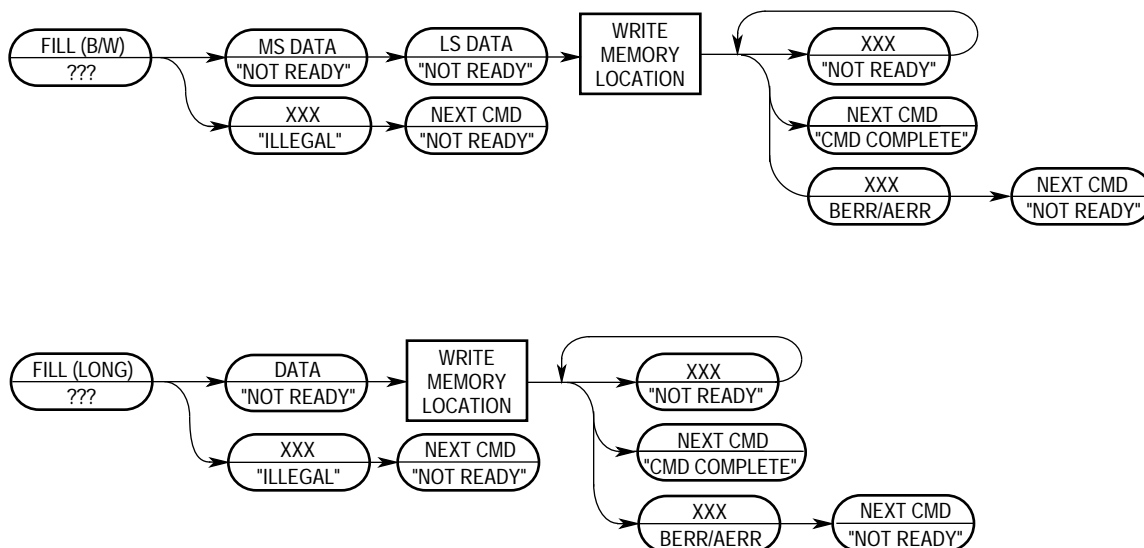 FILL (B/W)
???
MS DATA
"NOT READY"
LS DATA
"NOT READY"
WRITE
MEMORY
LOCATION
XXX
"NOT READY"
XXX
"ILLEGAL"
NEXT CMD
"NOT READY"
NEXT CMD
"CMD COMPLETE"
XXX
BERR/AERR
NEXT CMD
"NOT READY"
FILL (LONG)
???
DATA
"NOT READY"
WRITE
MEMORY
LOCATION
XXX
"NOT READY"
XXX
"ILLEGAL"
NEXT CMD
"NOT READY"
NEXT CMD
"CMD COMPLETE"
XXX
BERR/AERR
NEXT CMD
"NOT READY"